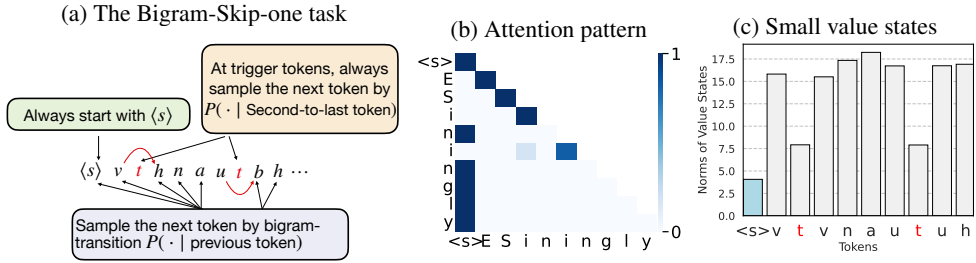 (a) The Bigram-Skip-one task
At trigger tokens, always
sample the next token by
P( · | Second-to-last token)
Always start with ⟨s⟩
⟨s⟩ v t h n a u t b h ···
Sample the next token by bigram-
transition P( · | previous token)
(b) Attention pattern
<s>
E
S
i
n
i
n
g
l
y
<s> E S i n i n g l y
1
0
(c) Small value states
Norms of Value States
17.5
15.0
12.5
10.0
7.5
5.0
2.5
0.0
<s> v t v n a u t u h
Tokens